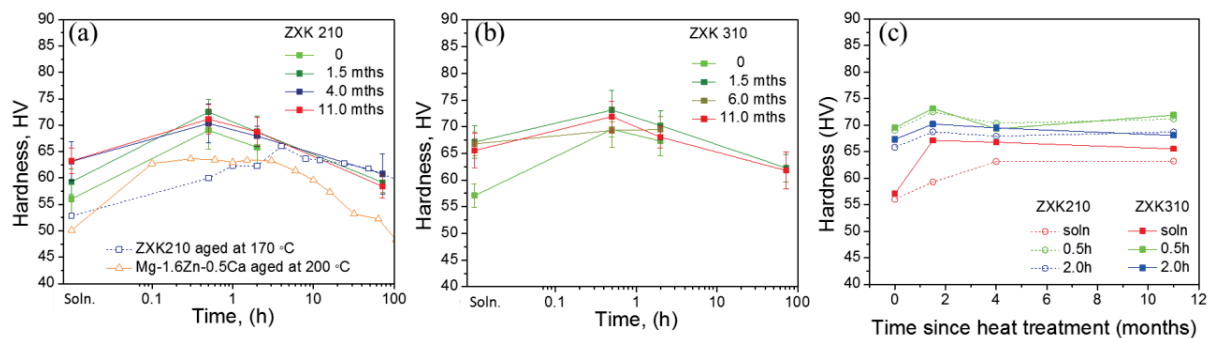 (a)
ZXK 210
0
1.5 mths
4.0 mths
11.0 mths
ZXK210 aged at 170 °C
Mg-1.6Zn-0.5Ca aged at 200 °C
Hardness, HV
90
85
80
75
70
65
60
55
50
45
40
Soln.
0.1
1
10
100
Time, (h)
(b)
ZXK 310
0
1.5 mths
6.0 mths
11.0 mths
Hardness, HV
90
85
80
75
70
65
60
55
50
45
40
Soln.
0.1
1
10
100
Time, (h)
(c)
Hardness (HV)
90
85
80
75
70
65
60
55
50
45
40
ZXK210 ZXK310
soln soln
0.5h 0.5h
2.0h 2.0h
0 2 4 6 8 10 12
Time since heat treatment (months)